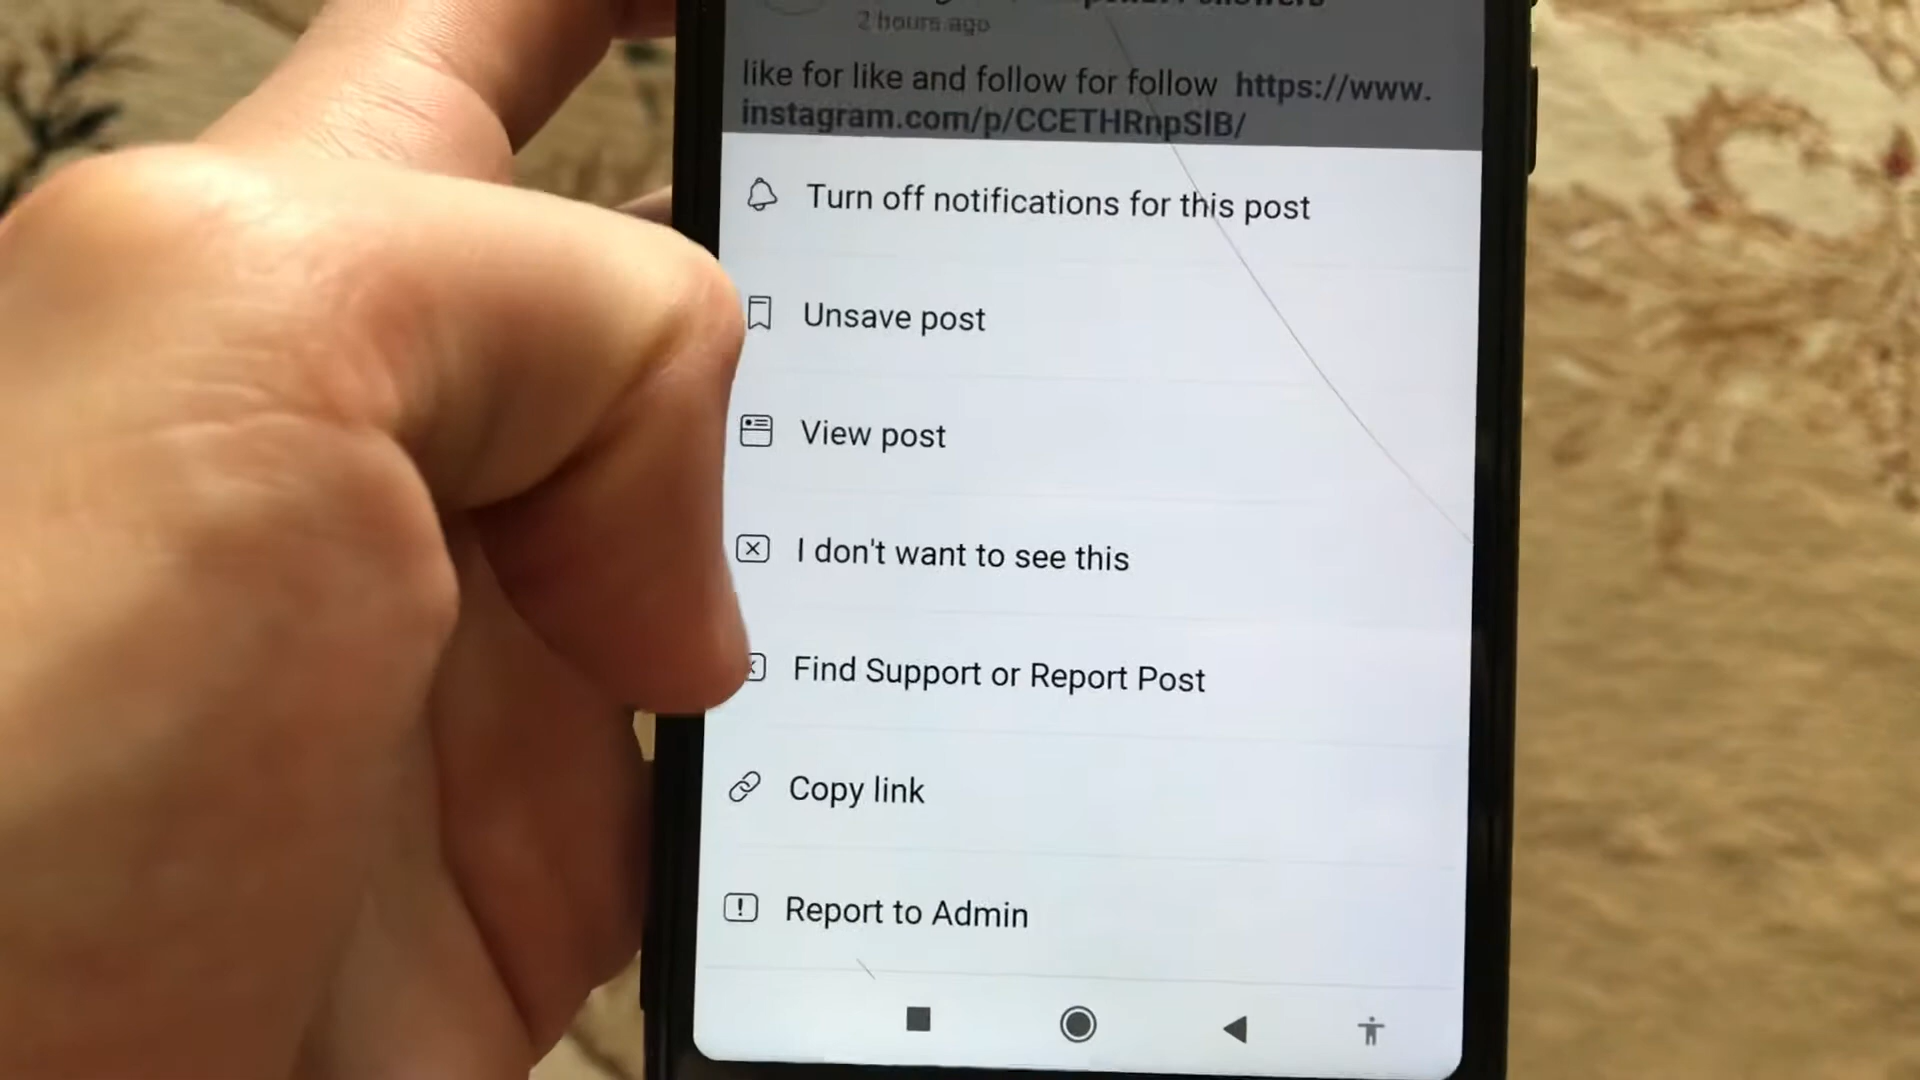 2 hours ago
like for like and follow for follow https://www.
instagram.com/p/CCETHRnpSIB/
Turn off notifications for this post
Unsave post
View post
I don't want to see this
Find Support or Report Post
Copy link
Report to Admin